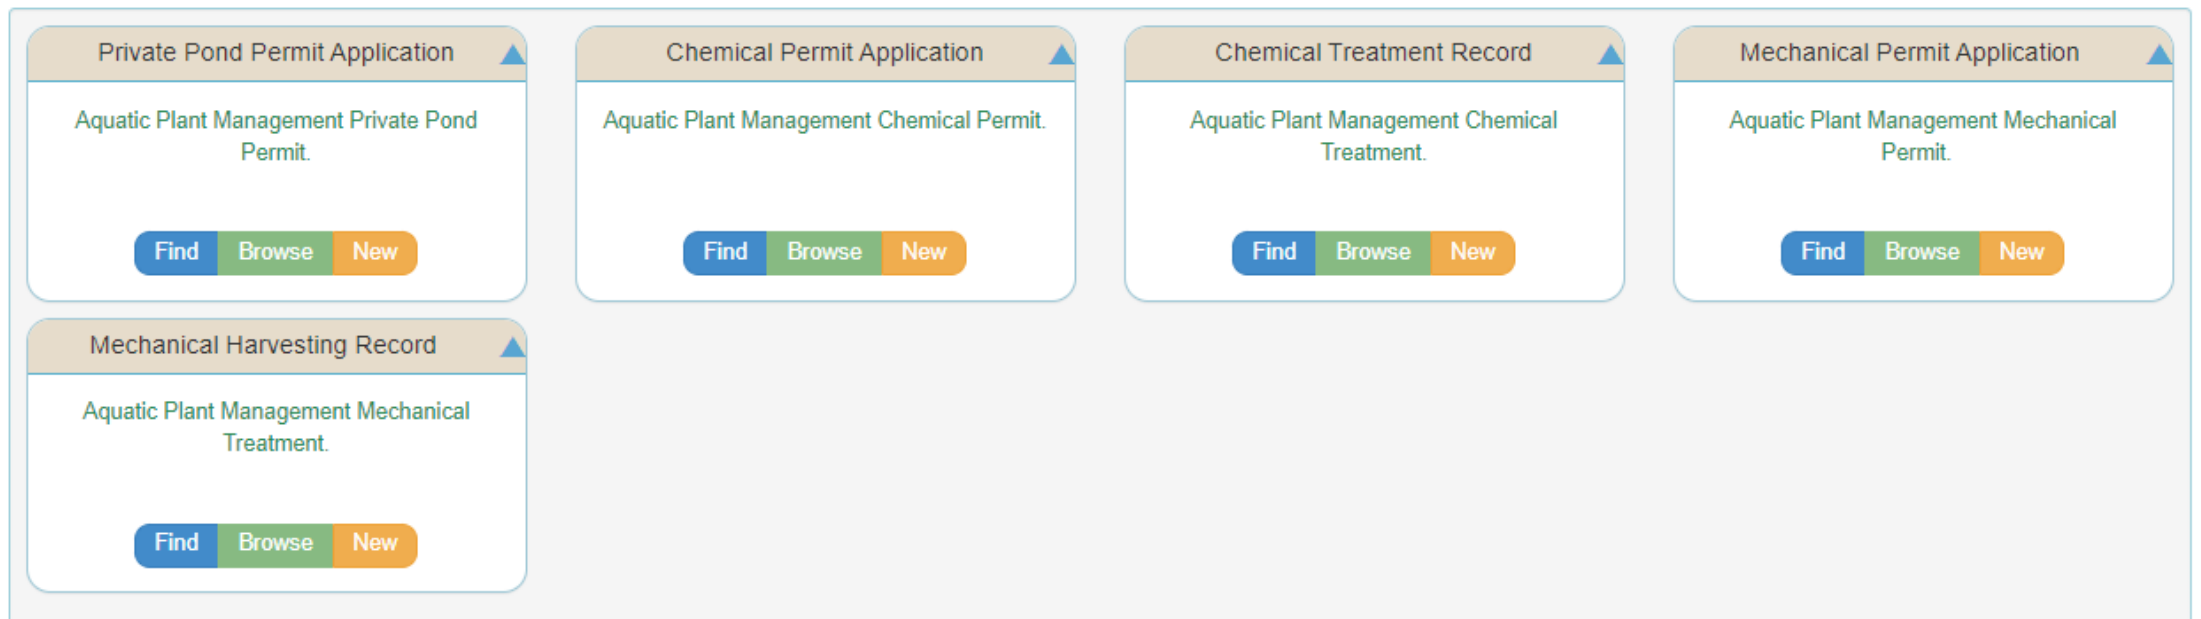 Private Pond Permit Application
Aquatic Plant Management Private Pond
Permit.
Find Browse New
Chemical Permit Application
Aquatic Plant Management Chemical Permit.
Find Browse New
Chemical Treatment Record
Aquatic Plant Management Chemical
Treatment.
Find Browse New
Mechanical Permit Application
Aquatic Plant Management Mechanical
Permit.
Find Browse New
Mechanical Harvesting Record
Aquatic Plant Management Mechanical
Treatment.
Find Browse New